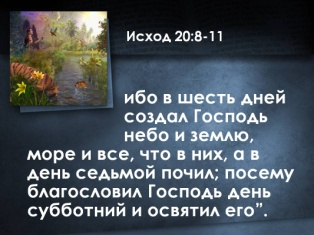 Исход 20:8-11
ибо в шесть дней
создал Господь
небо и землю,
море и все, что в них, а в
день седьмой почил; посему
благословил Господь день
субботний и освятил его”.